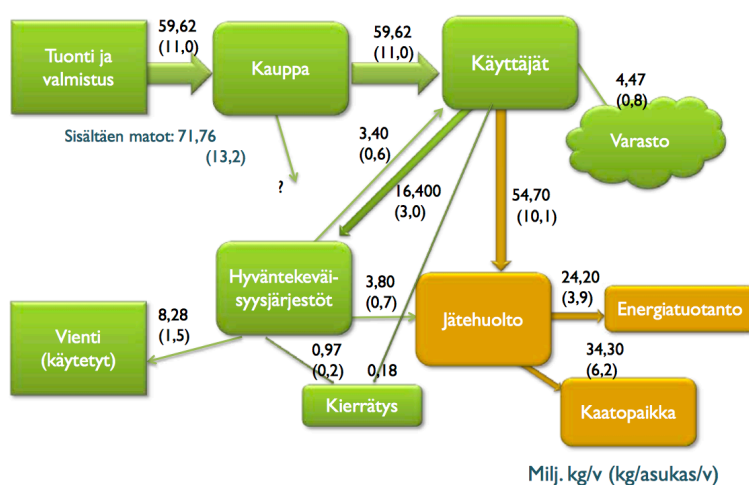 59,62
(11,0)
59,62
(11,0)
Tuonti ja
valmistus
Kauppa
Käyttäjät
4,47
(0,8)
Varasto
Sisältäen matot: 71,76
(13,2)
?
3,40
(0,6)
16,400
(3,0)
54,70
(10,1)
Hyväntekeväi-
syysjärjestöt
3,80
(0,7)
Jätehuolto
24,20
(3,9)
Energiatuotanto
Vienti
(käytetyt)
8,28
(1,5)
0,97
(0,2)
0,18
Kierrätys
34,30
(6,2)
Kaatopaikka
Milj. kg/v (kg/asukas/v)